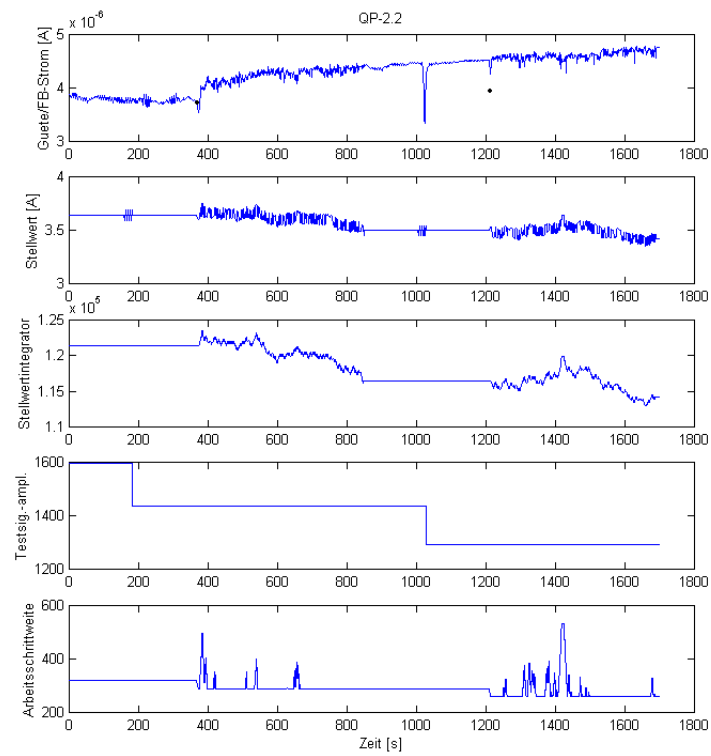 QP-2.2
x 10^-6
Guete/FB-Strom [A]
5
4
3
0 200 400 600 800 1000 1200 1400 1600 1800
Stellwert [A]
4
3.5
3
0 200 400 600 800 1000 1200 1400 1600 1800
x 10^5
Stellwertintegrator
1.25
1.2
1.15
1.1
0 200 400 600 800 1000 1200 1400 1600 1800
Testsig.-ampl.
1600
1400
1200
0 200 400 600 800 1000 1200 1400 1600 1800
Arbeitsschrittweite
600
400
200
0 200 400 600 800 1000 1200 1400 1600 1800
Zeit [s]